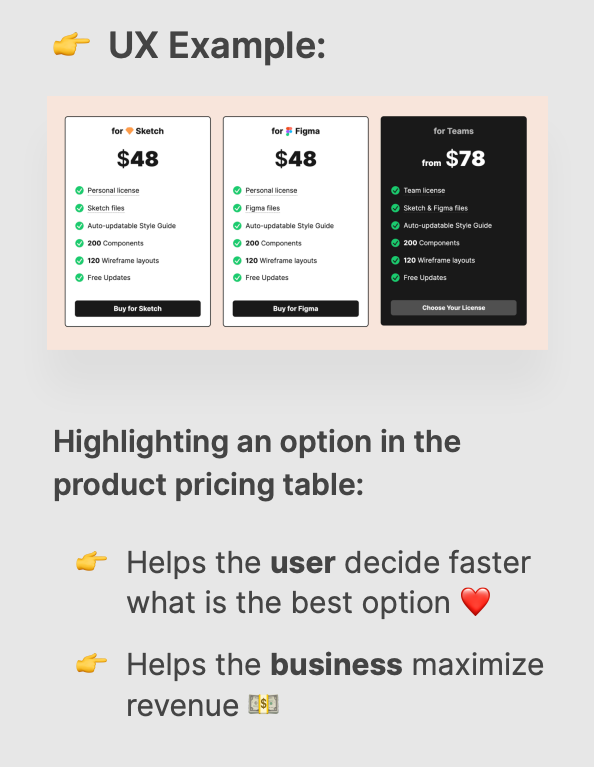 👉 UX Example:
for Sketch
$48
Personal license
Sketch files
Auto-updatable Style Guide
200 Components
120 Wireframe layouts
Free Updates
Buy for Sketch
for Figma
$48
Personal license
Figma files
Auto-updatable Style Guide
200 Components
120 Wireframe layouts
Free Updates
Buy for Figma
for Teams
from $78
Team license
Sketch & Figma files
Auto-updatable Style Guide
200 Components
120 Wireframe layouts
Free Updates
Choose Your License
Highlighting an option in the
product pricing table:
👉 Helps the user decide faster
what is the best option ❤️
👉 Helps the business maximize
revenue 💵